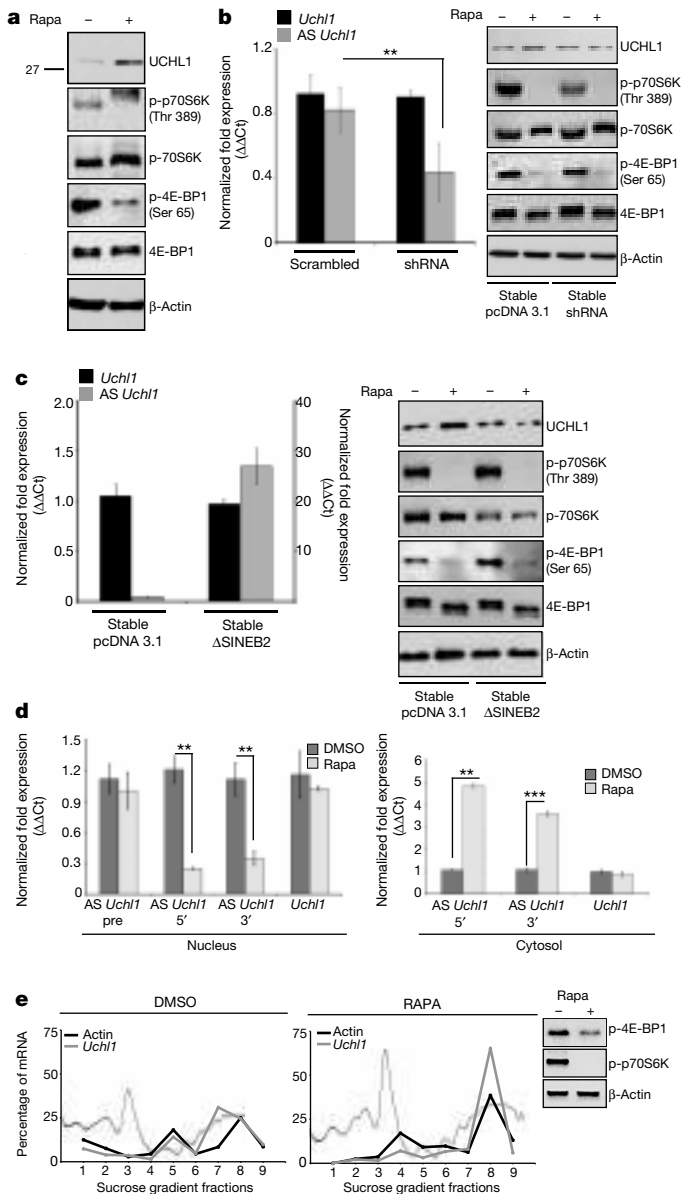 a
Rapa – +
27
UCHL1
p-p70S6K
(Thr 389)
p-70S6K
p-4E-BP1
(Ser 65)
4E-BP1
β-Actin
b
Uchl1
AS Uchl1
Normalized fold expression
(ΔΔCt)
1.2
0.8
0.4
0
**
Scrambled shRNA
Rapa – + – +
UCHL1
p-p70S6K
(Thr 389)
p-70S6K
p-4E-BP1
(Ser 65)
4E-BP1
β-Actin
Stable Stable
pcDNA 3.1 shRNA
c
Uchl1
AS Uchl1
Normalized fold expression
(ΔΔCt)
2.0
1.5
1.0
0.5
0
40
30
20
10
Normalized fold expression
(ΔΔCt)
Stable Stable
pcDNA 3.1 ΔSINEB2
Rapa – + – +
UCHL1
p-p70S6K
(Thr 389)
p-70S6K
p-4E-BP1
(Ser 65)
4E-BP1
β-Actin
Stable Stable
pcDNA 3.1 ΔSINEB2
d
Normalized fold expression
(ΔΔCt)
1.5
1.2
0.9
0.6
0.3
0
** **
DMSO
Rapa
AS Uchl1 AS Uchl1 AS Uchl1 Uchl1
pre 5′ 3′
Nucleus
Normalized fold expression
(ΔΔCt)
6
5
4
3
2
1
0
** ***
DMSO
Rapa
AS Uchl1 AS Uchl1 Uchl1
5′ 3′
Cytosol
e
DMSO
Percentage of mRNA
75
50
25
0
Actin
Uchl1
1 2 3 4 5 6 7 8 9
Sucrose gradient fractions
RAPA
75
50
25
0
Actin
Uchl1
1 2 3 4 5 6 7 8 9
Sucrose gradient fractions
Rapa
– +
p-4E-BP1
p-p70S6K
β-Actin